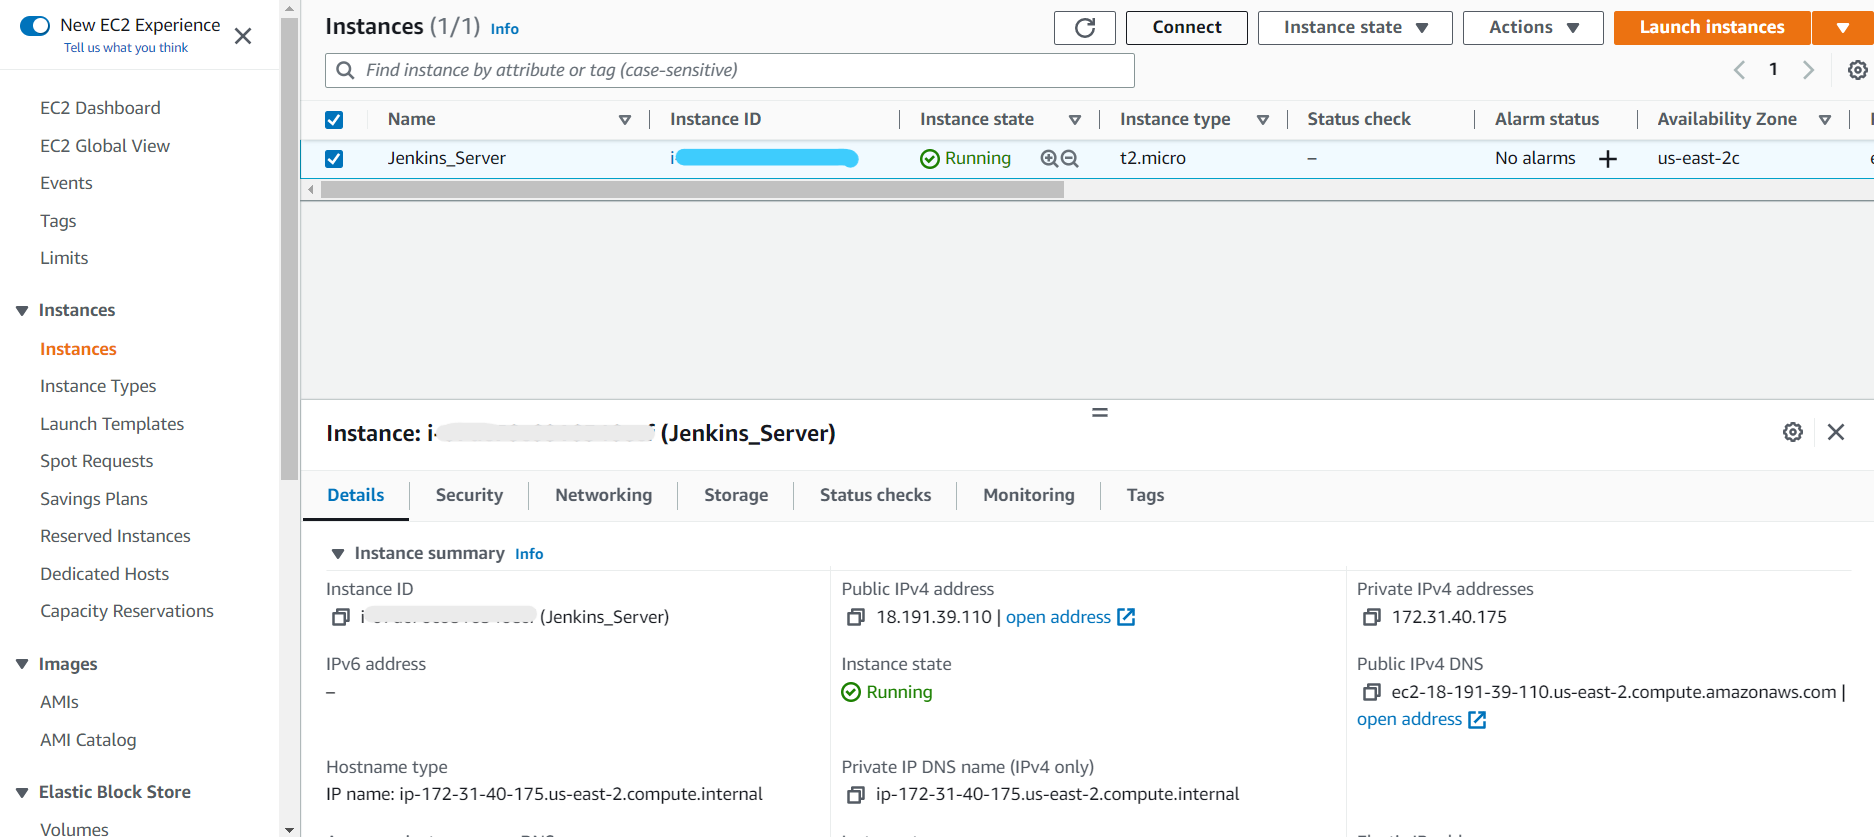 New EC2 Experience
Tell us what you think
EC2 Dashboard
EC2 Global View
Events
Tags
Limits
Instances
Instances
Instance Types
Launch Templates
Spot Requests
Savings Plans
Reserved Instances
Dedicated Hosts
Capacity Reservations
Images
AMIs
AMI Catalog
Elastic Block Store
Volumes
Instances (1/1) Info
Connect
Instance state
Actions
Launch instances
Find instance by attribute or tag (case-sensitive)
1
Name Instance ID Instance state Instance type Status check Alarm status Availability Zone
Jenkins_Server i Running t2.micro – No alarms + us-east-2c
Instance: i- (Jenkins_Server)
Details Security Networking Storage Status checks Monitoring Tags
Instance summary Info
Instance ID
i (Jenkins_Server)
Public IPv4 address
18.191.39.110 | open address
Private IPv4 addresses
172.31.40.175
IPv6 address
–
Instance state
Running
Public IPv4 DNS
ec2-18-191-39-110.us-east-2.compute.amazonaws.com |
open address
Hostname type
IP name: ip-172-31-40-175.us-east-2.compute.internal
Private IP DNS name (IPv4 only)
ip-172-31-40-175.us-east-2.compute.internal